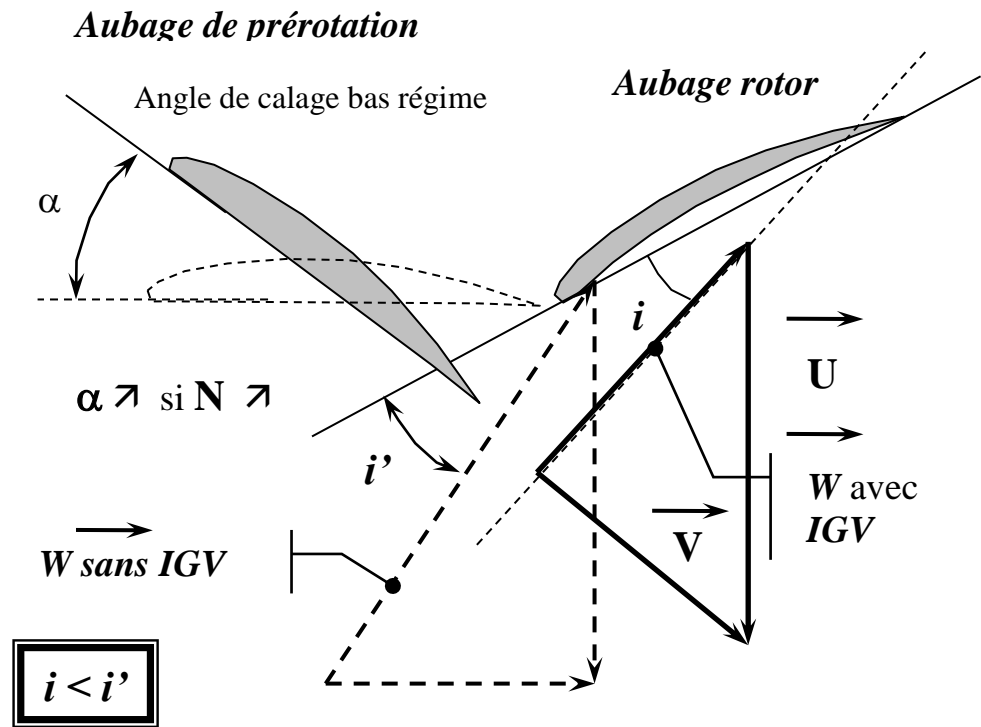 Aubage de prérotation
Angle de calage bas régime
Aubage rotor
α
i
U
α ↗ si N ↗
i’
W avec
IGV
V
W sans IGV
i < i’